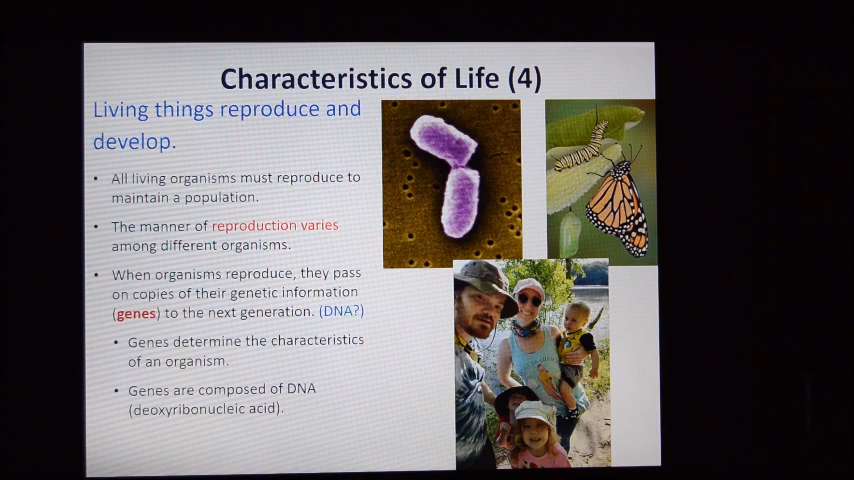 Characteristics of Life (4)
Living things reproduce and
develop.
• All living organisms must reproduce to
maintain a population.
• The manner of reproduction varies
among different organisms.
• When organisms reproduce, they pass
on copies of their genetic information
(genes) to the next generation. (DNA?)
• Genes determine the characteristics
of an organism.
• Genes are composed of DNA
(deoxyribonucleic acid).